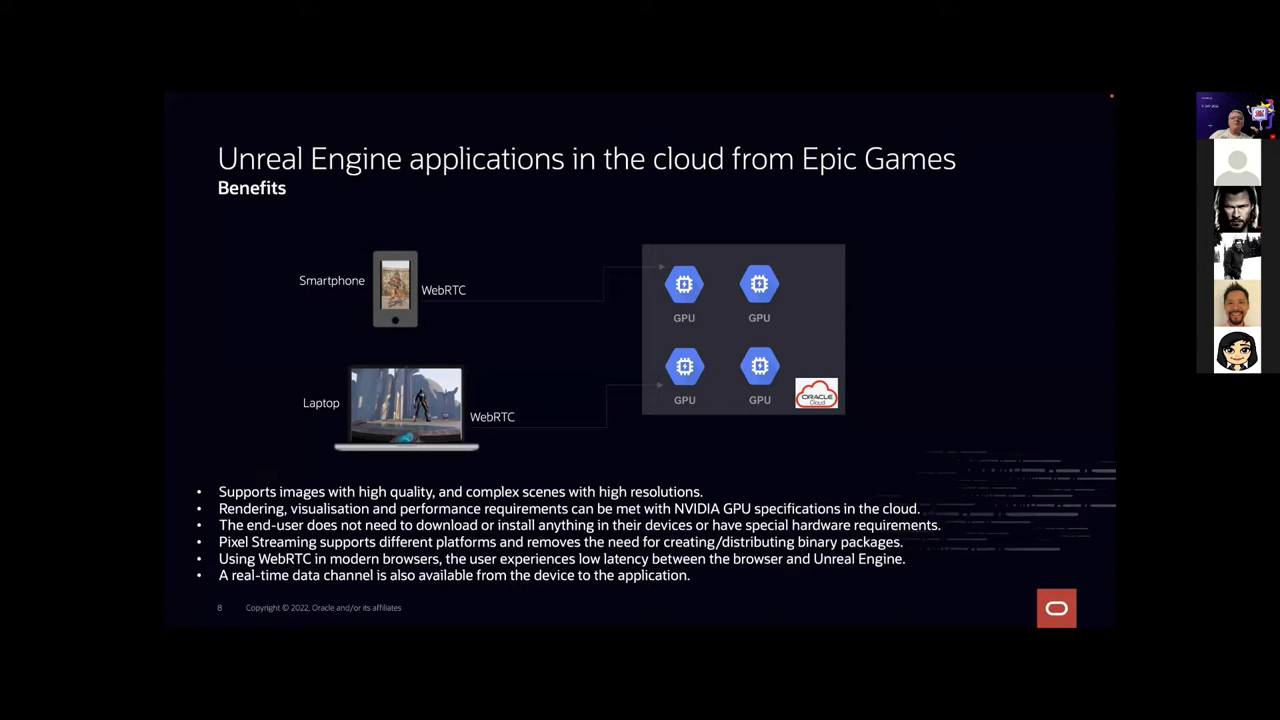 Unreal Engine applications in the cloud from Epic Games
Benefits
Smartphone
WebRTC
GPU
GPU
Laptop
WebRTC
GPU
GPU
ORACLE
Cloud
• Supports images with high quality, and complex scenes with high resolutions.
• Rendering, visualisation and performance requirements can be met with NVIDIA GPU specifications in the cloud.
• The end-user does not need to download or install anything in their devices or have special hardware requirements.
• Pixel Streaming supports different platforms and removes the need for creating/distributing binary packages.
• Using WebRTC in modern browsers, the user experiences low latency between the browser and Unreal Engine.
• A real-time data channel is also available from the device to the application.
8 Copyright © 2022, Oracle and/or its affiliates